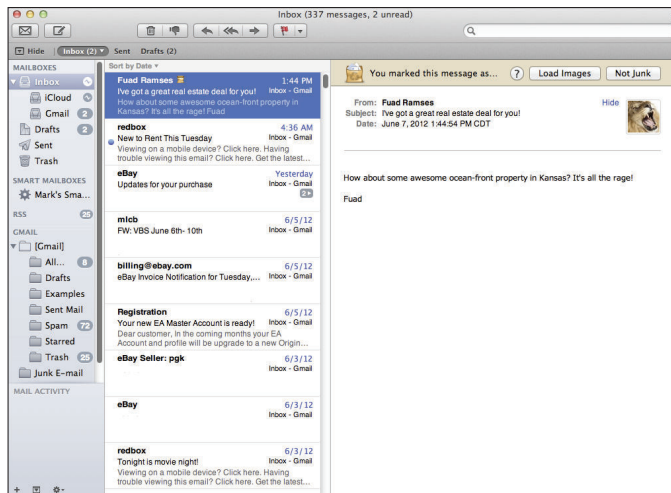 Inbox (337 messages, 2 unread)
Hide Inbox (2) Sent Drafts (2)
MAILBOXES
Inbox
iCloud
Gmail 2
Drafts 2
Sent
Trash
SMART MAILBOXES
Mark's Sma...
RSS 25
GMAIL
[Gmail]
All... 8
Drafts
Examples
Sent Mail
Spam 72
Starred
Trash 25
Junk E-mail
MAIL ACTIVITY
Sort by Date
Fuad Ramses 1:44 PM
I've got a great real estate deal for you! Inbox - Gmail
How about some awesome ocean-front property in
Kansas? It's all the rage! Fuad
redbox 4:36 AM
New to Rent This Tuesday Inbox - Gmail
Viewing on a mobile device? Click here. Having
trouble viewing this email? Click here. Get the latest...
eBay Yesterday
Updates for your purchase Inbox - Gmail
2
mlcb 6/5/12
FW: VBS June 6th- 10th Inbox - Gmail
billing@ebay.com 6/5/12
eBay Invoice Notification for Tuesday,... Inbox - Gmail
Registration 6/5/12
Your new EA Master Account is ready! Inbox - Gmail
Dear customer, In the coming months your EA
Account and profile will be upgrade to a new Origin...
eBay Seller: pgk 6/3/12
Inbox - Gmail
eBay 6/3/12
Inbox - Gmail
redbox 6/3/12
Tonight is movie night! Inbox - Gmail
Viewing on a mobile device? Click here. Having
trouble viewing this email? Click here. Get the latest...
You marked this message as... ? Load Images Not Junk
From: Fuad Ramses Hide
Subject: I've got a great real estate deal for you!
Date: June 7, 2012 1:44:54 PM CDT
How about some awesome ocean-front property in Kansas? It's all the rage!
Fuad